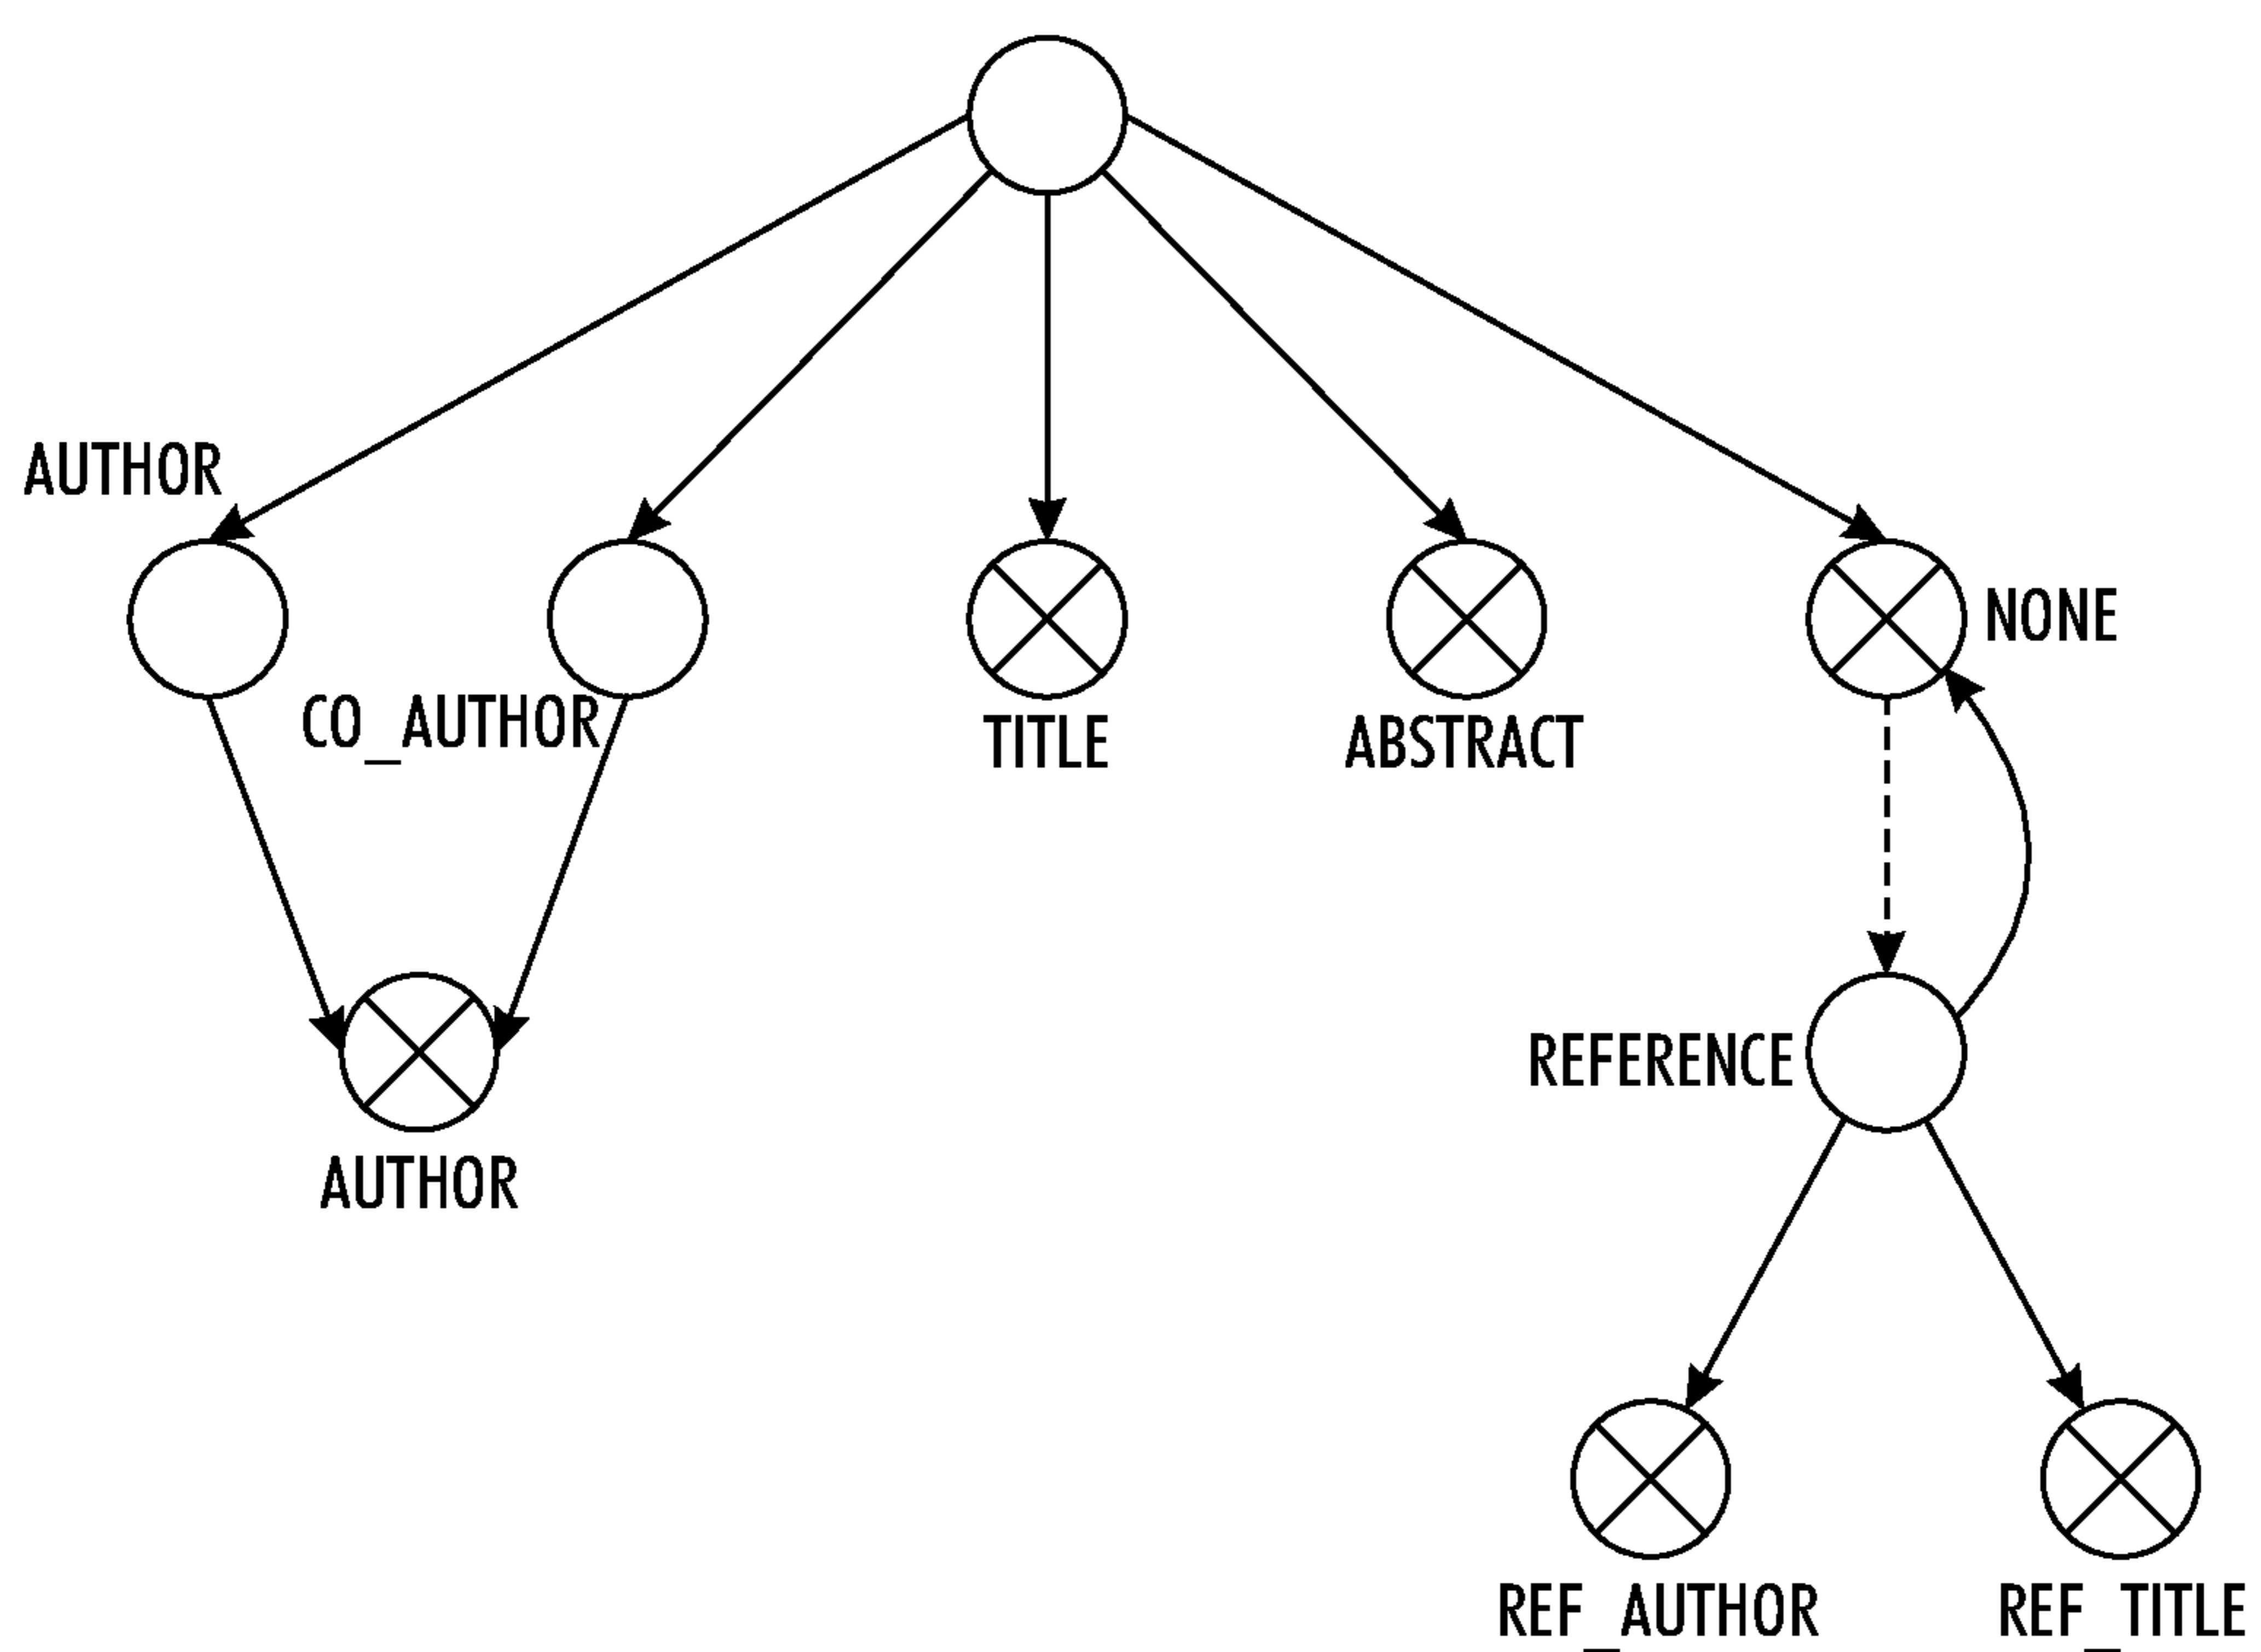 AUTHOR
NONE
CO_AUTHOR
TITLE
ABSTRACT
REFERENCE
AUTHOR
REF_AUTHOR
REF_TITLE